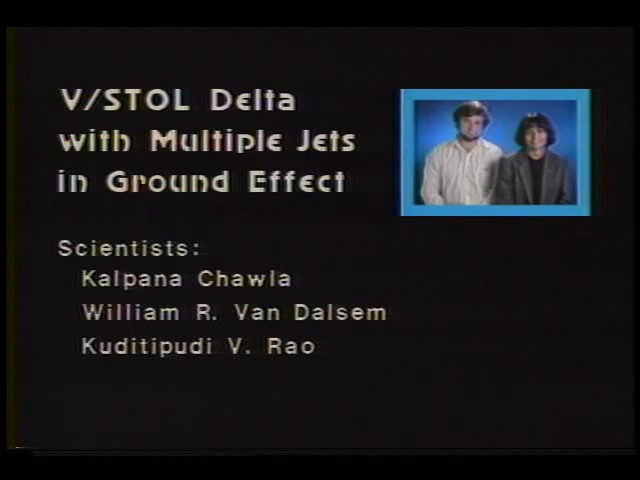 V/STOL Delta
with Multiple Jets
in Ground Effect
Scientists:
Kalpana Chawla
William R. Van Dalsem
Kuditipudi V. Rao